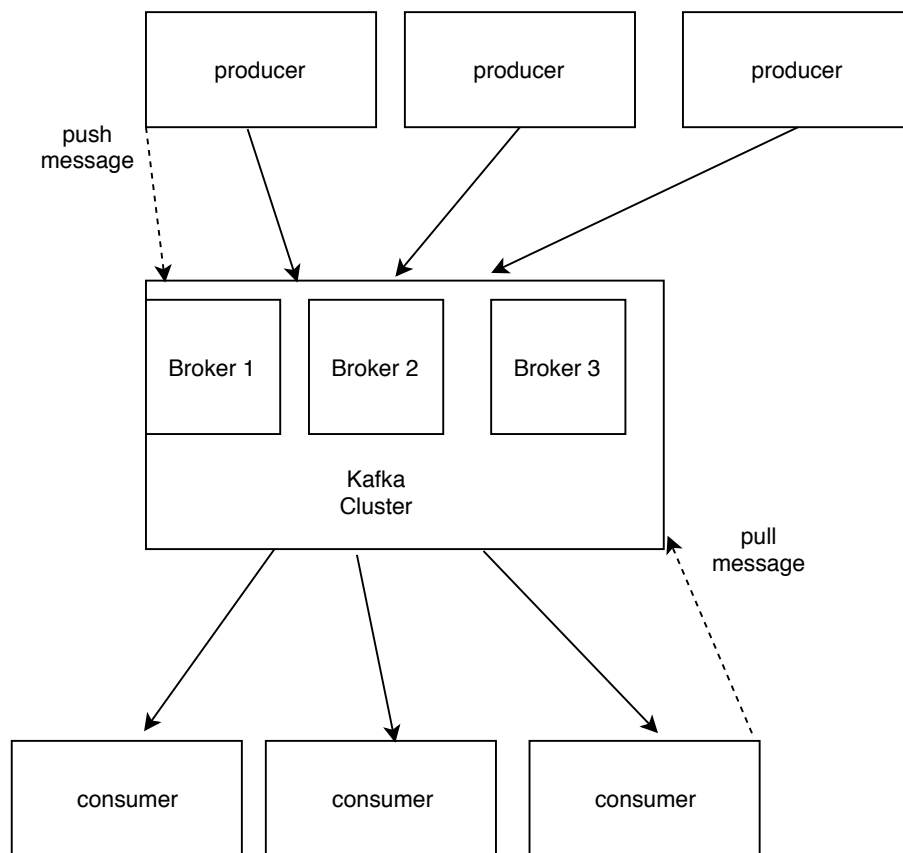 producer
producer
producer
push
message
Broker 1
Broker 2
Broker 3
Kafka
Cluster
pull
message
consumer
consumer
consumer